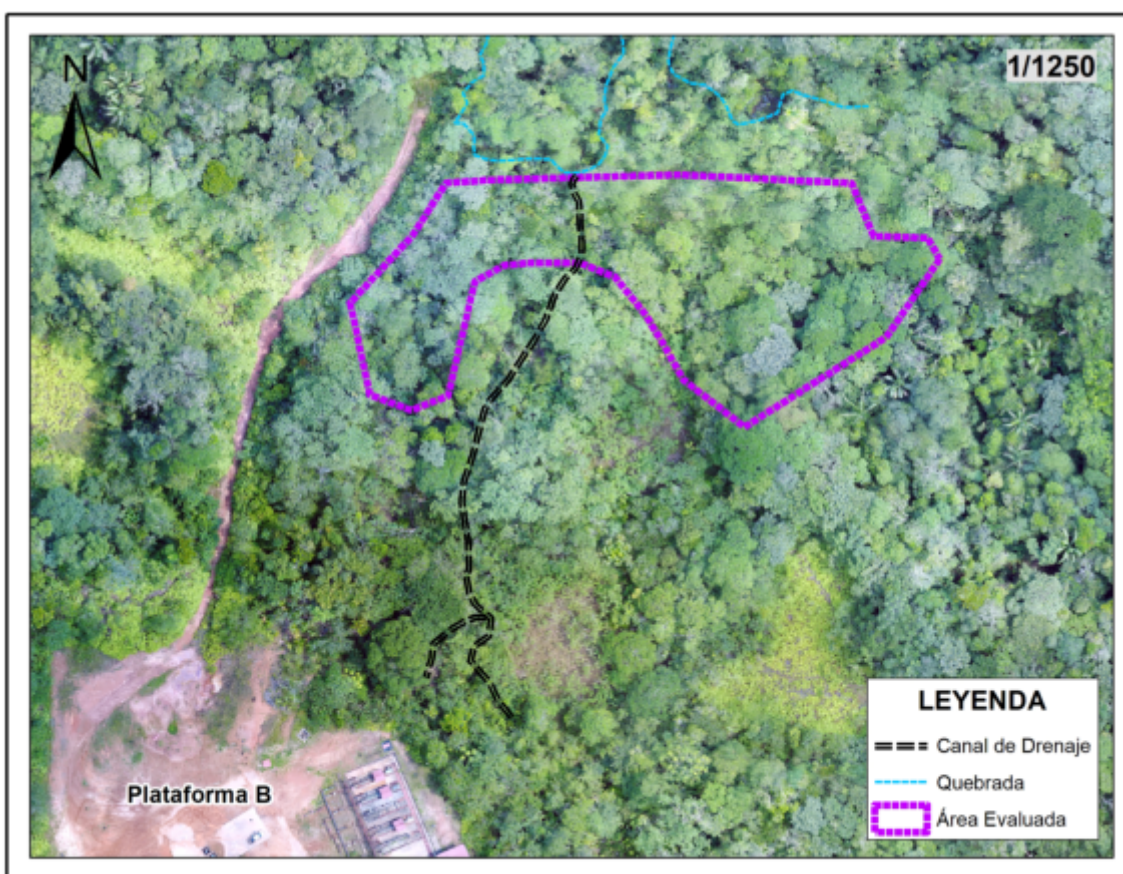 N
1/1250
Plataforma B
LEYENDA
Canal de Drenaje
Quebrada
Área Evaluada